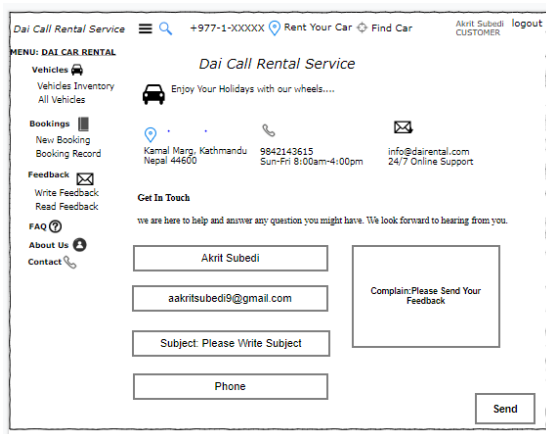 Dai Call Rental Service +977-1-XXXXX Rent Your Car Find Car Akrit Subedi logout
CUSTOMER
MENU: DAI CAR RENTAL
Vehicles
Vehicles Inventory
All Vehicles
Bookings
New Booking
Booking Record
Feedback
Write Feedback
Read Feedback
FAQ
About Us
Contact
Dai Call Rental Service
Enjoy Your Holidays with our wheels....
Kamal Marg. Kathmandu
Nepal 44600
9842143615
Sun-Fri 8:00am-4:00pm
info@dairental.com
24/7 Online Support
Get In Touch
we are here to help and answer any question you might have. We look forward to hearing from you.
Akrit Subedi
aakritsubedi9@gmail.com
Subject: Please Write Subject
Phone
Complain:Please Send Your
Feedback
Send